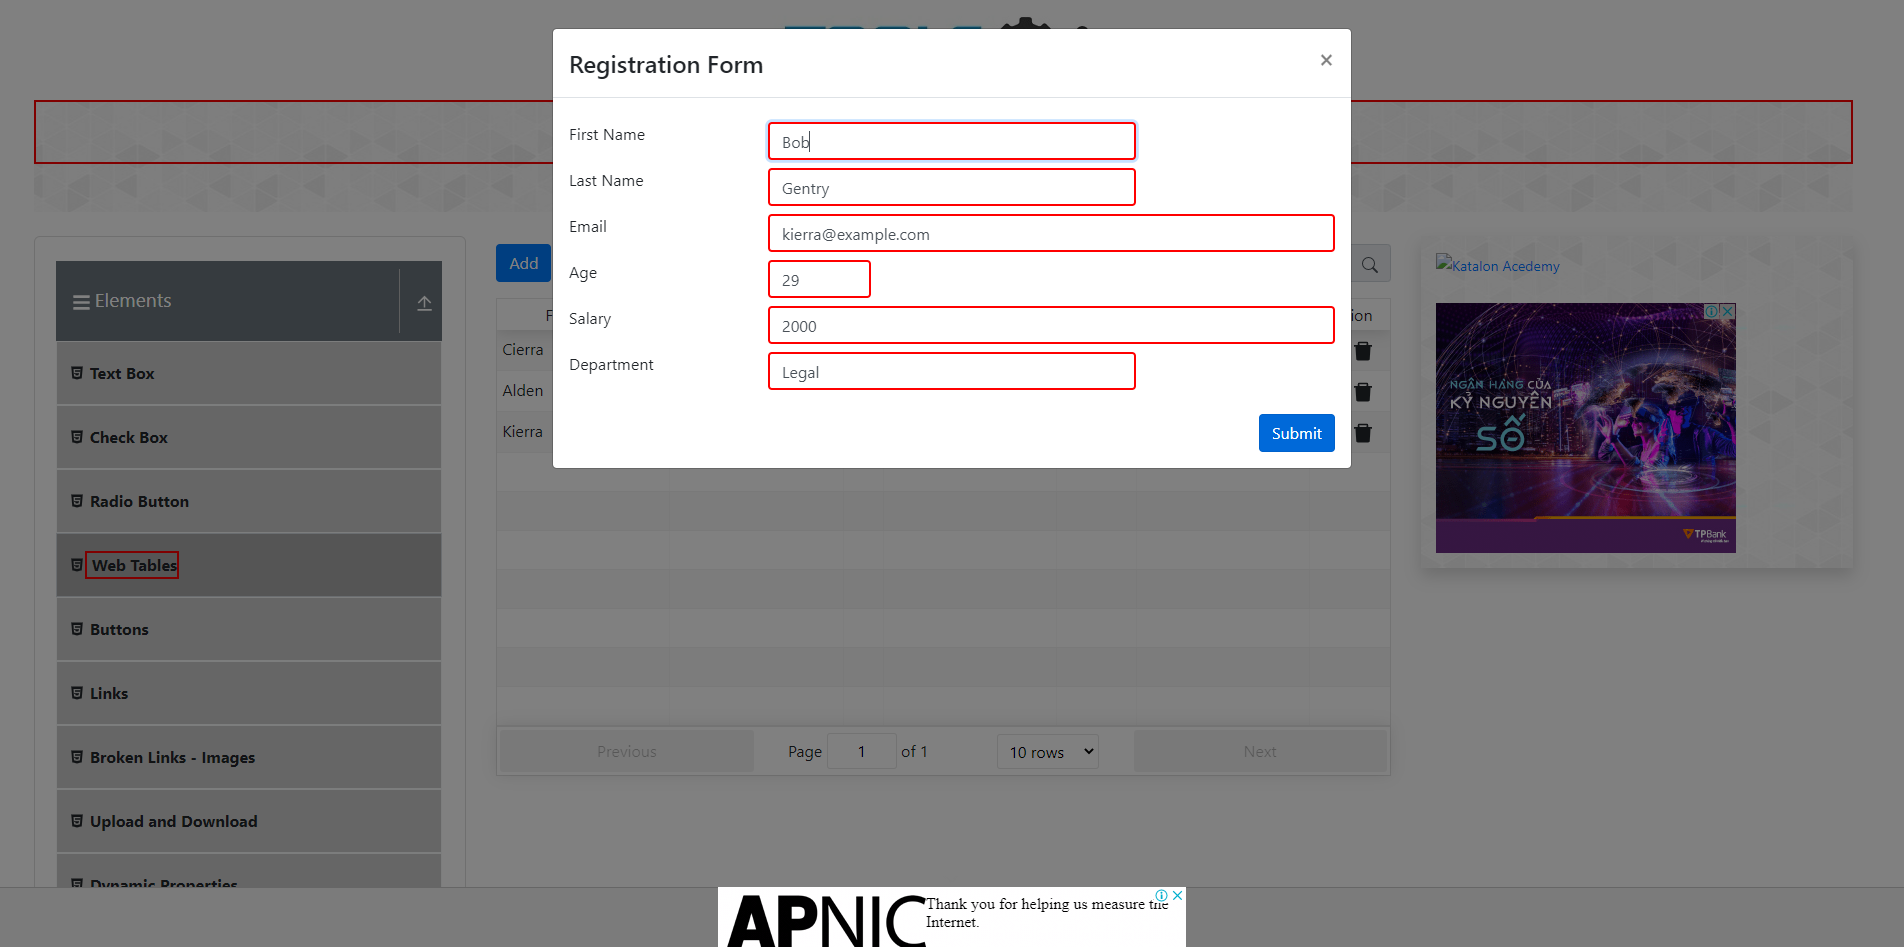 Registration Form
×
First Name
Bob
Last Name
Gentry
Email
kierra@example.com
Age
29
Salary
2000
Department
Legal
Submit
Elements
Text Box
Check Box
Radio Button
Web Tables
Buttons
Links
Broken Links - Images
Upload and Download
Dynamic Properties
Add
F
ion
Cierra
Alden
Kierra
Previous
Page 1 of 1
10 rows
Next
Katalon Acedemy
NGÂN HÀNG CỦA
KỶ NGUYÊN
SỐ
TPBank
APNIC
Thank you for helping us measure the
Internet.